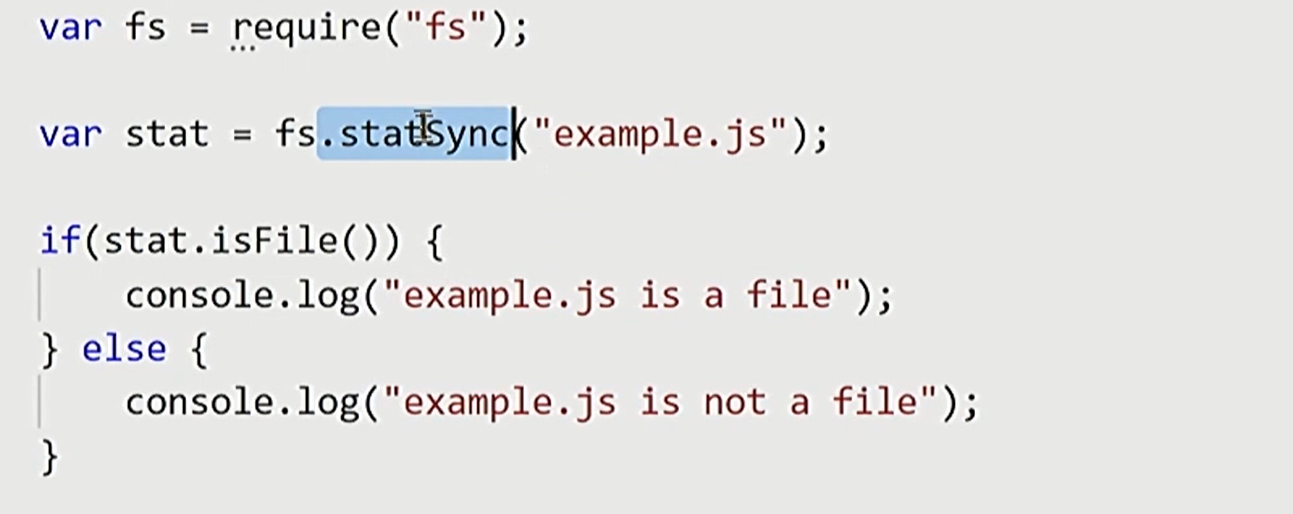 var fs = require("fs");
var stat = fs.statSync("example.js");
if(stat.isFile()) {
    console.log("example.js is a file");
} else {
    console.log("example.js is not a file");
}